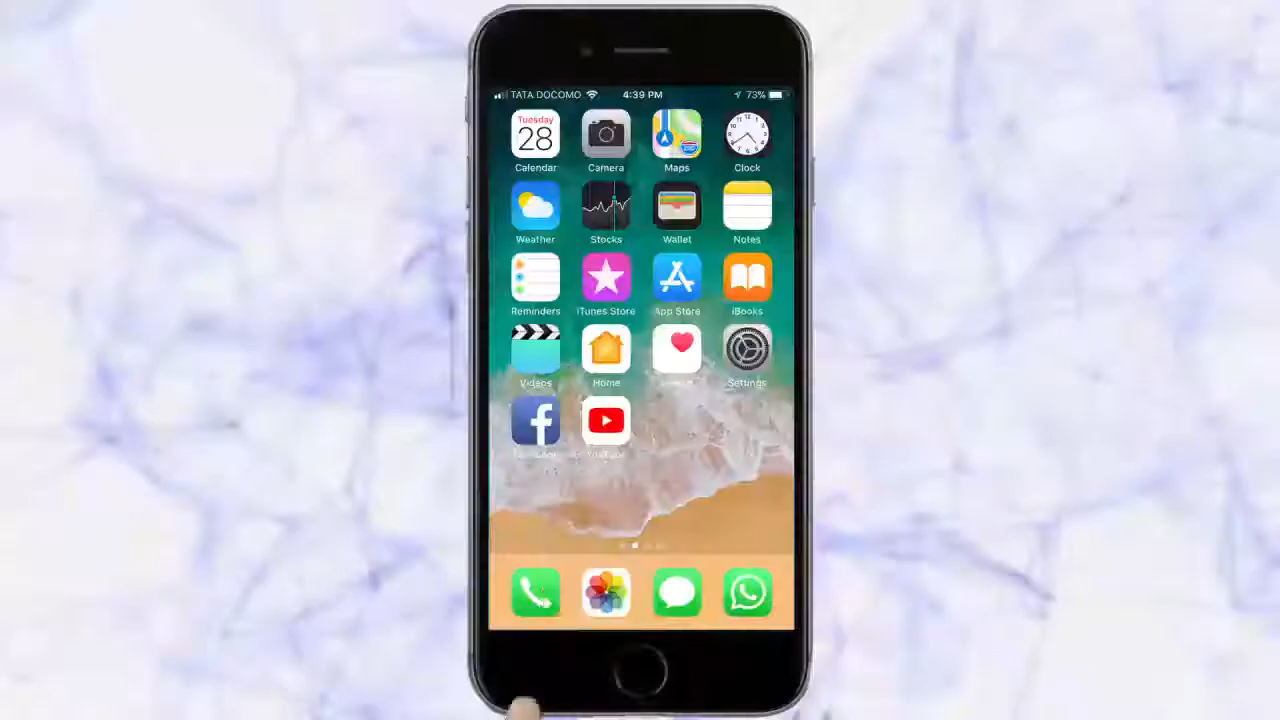 TATA DOCOMO 4:39 PM 73%
Tuesday
28
Calendar Camera Maps Clock
Weather Stocks Wallet Notes
Reminders iTunes Store App Store iBooks
Videos Home Settings
YouTube